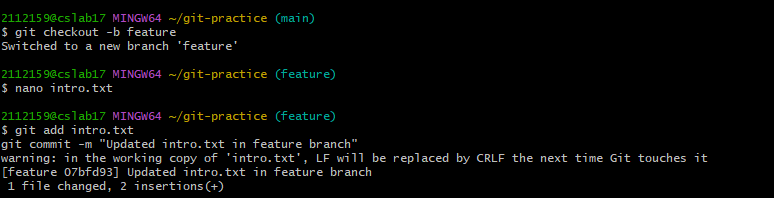 2112159@cslab17 MINGW64 ~/git-practice (main)
$ git checkout -b feature
Switched to a new branch 'feature'
2112159@cslab17 MINGW64 ~/git-practice (feature)
$ nano intro.txt
2112159@cslab17 MINGW64 ~/git-practice (feature)
$ git add intro.txt
git commit -m "Updated intro.txt in feature branch"
warning: in the working copy of 'intro.txt', LF will be replaced by CRLF the next time Git touches it
[feature 07bfd93] Updated intro.txt in feature branch
 1 file changed, 2 insertions(+)